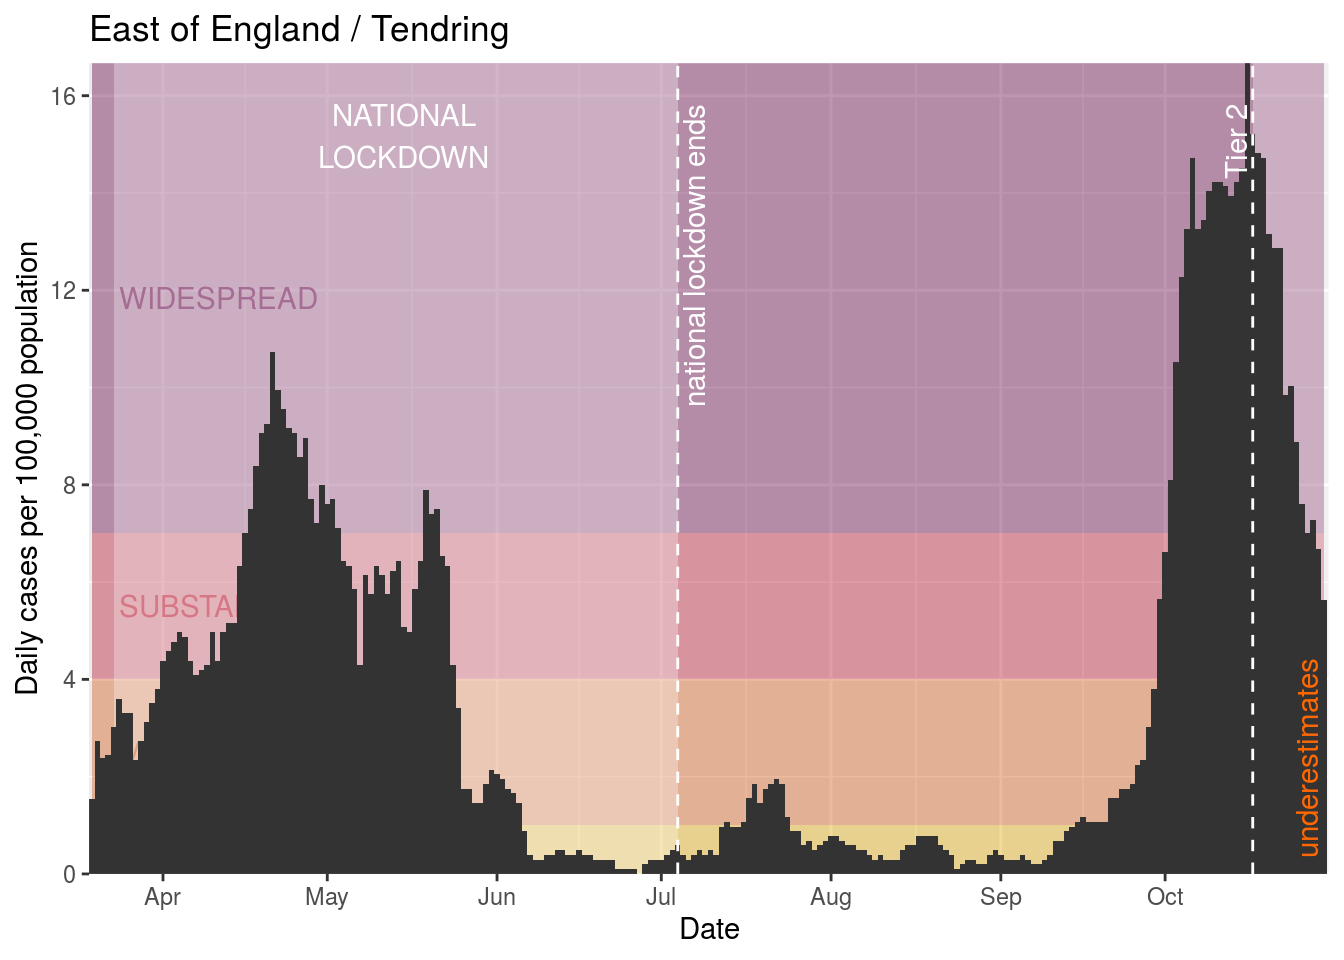 East of England / Tendring
Daily cases per 100,000 population
16
12
8
4
0
NATIONAL
LOCKDOWN
WIDESPREAD
SUBSTA
national lockdown ends
Tier 2
underestimates
Apr
May
Jun
Jul
Aug
Sep
Oct
Date